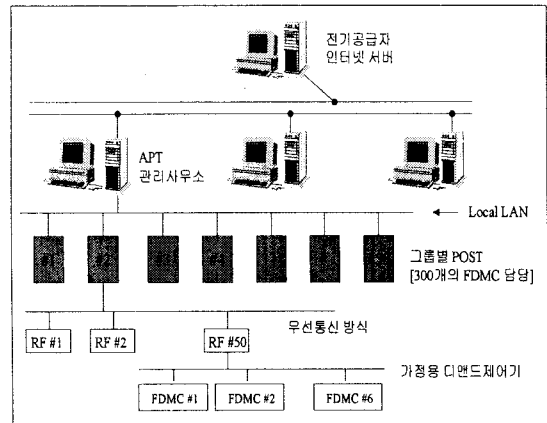 전기공급자
인터넷 서버
APT
관리사무소
Local LAN
#2
그룹별 POST
[300개의 FDMC 담당]
무선통신 방식
RF #1
RF #2
RF #50
가정용 디앤드제어기
FDMC #1
FDMC #2
FDMC #6